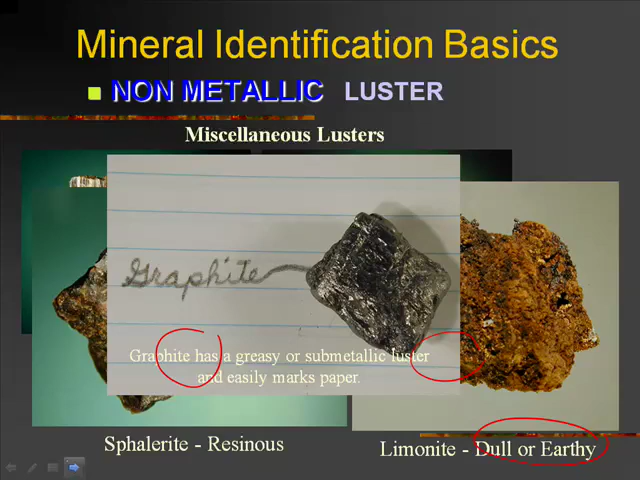 Mineral Identification Basics
NON METALLIC LUSTER
Miscellaneous Lusters
Graphite
Graphite has a greasy or submetallic luster
and easily marks paper.
Sphalerite - Resinous
Limonite - Dull or Earthy